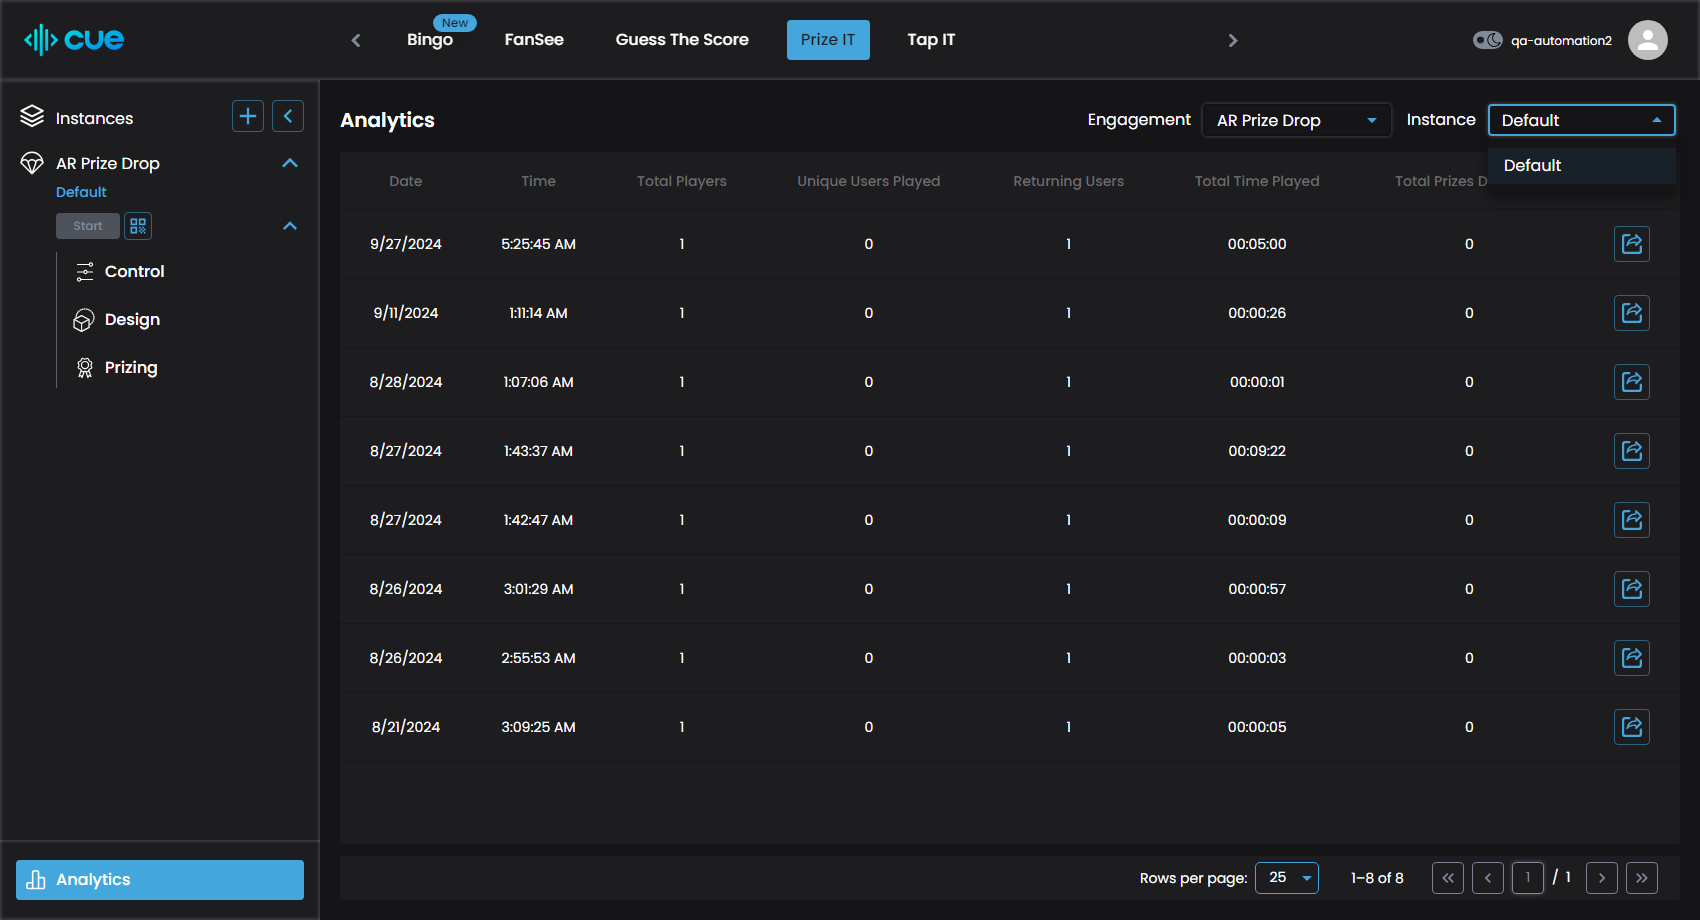 cue
New
Bingo FanSee Guess The Score Prize IT Tap IT
qa-automation2
Instances
AR Prize Drop
Default
Start
Control
Design
Prizing
Analytics
Analytics
Engagement AR Prize Drop Instance Default
Default
Date Time Total Players Unique Users Played Returning Users Total Time Played Total Prizes D
9/27/2024 5:25:45 AM 1 0 1 00:05:00 0
9/11/2024 1:11:14 AM 1 0 1 00:00:26 0
8/28/2024 1:07:06 AM 1 0 1 00:00:01 0
8/27/2024 1:43:37 AM 1 0 1 00:09:22 0
8/27/2024 1:42:47 AM 1 0 1 00:00:09 0
8/26/2024 3:01:29 AM 1 0 1 00:00:57 0
8/26/2024 2:55:53 AM 1 0 1 00:00:03 0
8/21/2024 3:09:25 AM 1 0 1 00:00:05 0
Rows per page: 25 1–8 of 8 1 / 1